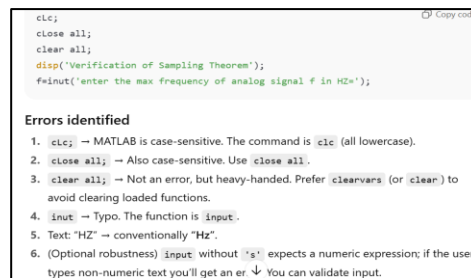 cLc;
Copy cod
cLose all;
clear all;
disp('Verification of Sampling Theorem');
f=inut('enter the max frequency of analog signal f in HZ=');
Errors identified
1. cLc; → MATLAB is case-sensitive. The command is clc (all lowercase).
2. cLose all; → Also case-sensitive. Use close all.
3. clear all; → Not an error, but heavy-handed. Prefer clearvars (or clear) to
avoid clearing loaded functions.
4. inut → Typo. The function is input.
5. Text: "HZ" → conventionally "Hz".
6. (Optional robustness) input without 's' expects a numeric expression; if the use
types non-numeric text you'll get an er ↓ You can validate input.